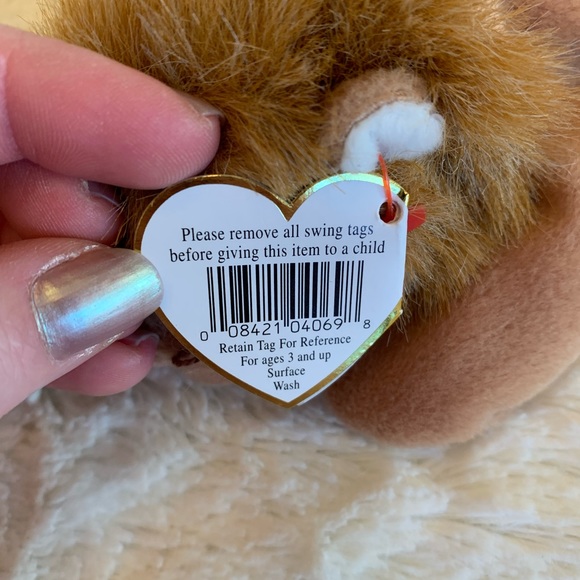 Please remove all swing tags
before giving this item to a child
0 08421 04069 8
Retain Tag For Reference
For ages 3 and up
Surface
Wash